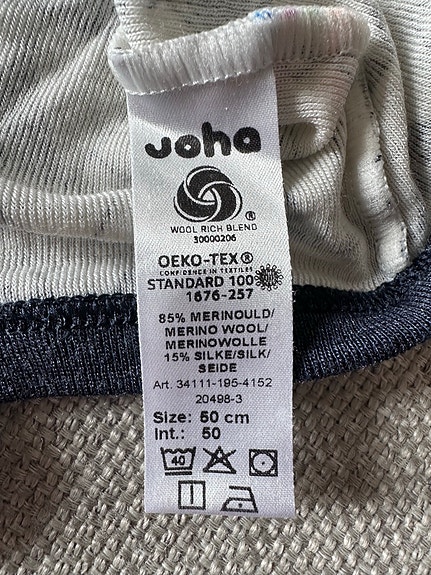 Joha
®
WOOL RICH BLEND
30000206
OEKO-TEX®
CONFIDENCE IN TEXTILES
STANDARD 100
1676-257
85% MERINOULD/
MERINO WOOL/
MERINOWOLLE
15% SILKE/SILK/
SEIDE
Art. 34111-195-4152
20498-3
Size: 50 cm
Int.: 50
40